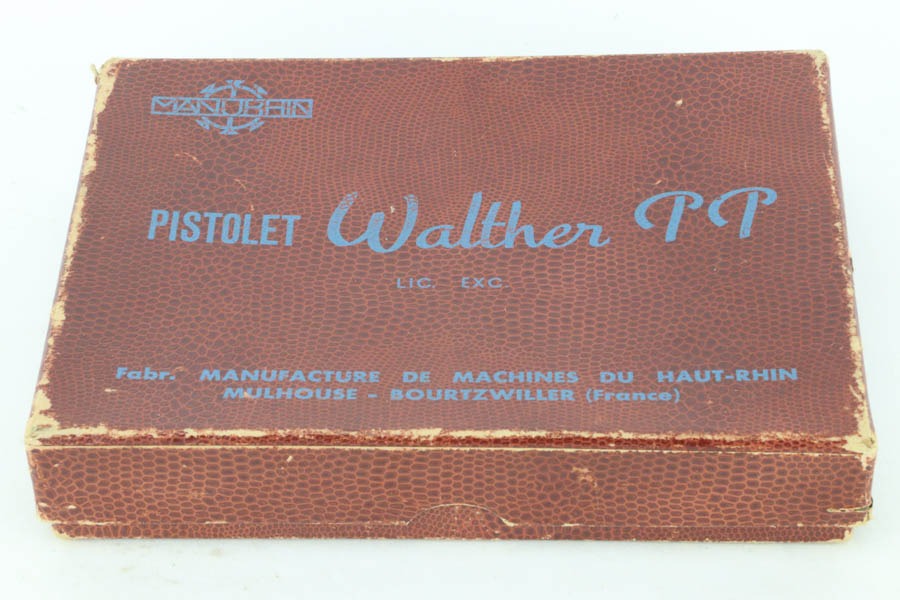 MANURHIN
PISTOLET Walther PP
LIC. EXC.
Fabr. MANUFACTURE DE MACHINES DU HAUT-RHIN
MULHOUSE - BOURTZWILLER (France)